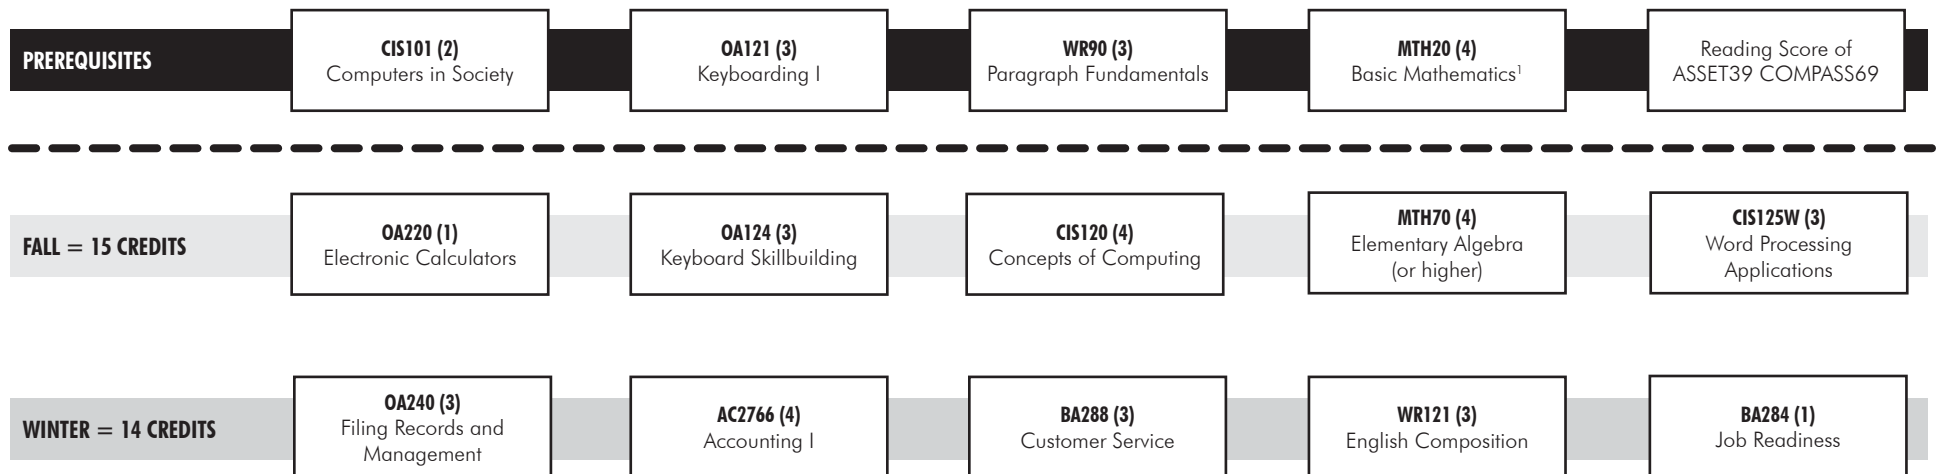 PREREQUISITES
CIS101 (2)
Computers in Society
OA121 (3)
Keyboarding I
WR90 (3)
Paragraph Fundamentals
MTH20 (4)
Basic Mathematics¹
Reading Score of
ASSET39 COMPASS69
FALL = 15 CREDITS
OA220 (1)
Electronic Calculators
OA124 (3)
Keyboard Skillbuilding
CIS120 (4)
Concepts of Computing
MTH70 (4)
Elementary Algebra
(or higher)
CIS125W (3)
Word Processing
Applications
WINTER = 14 CREDITS
OA240 (3)
Filing Records and
Management
AC2766 (4)
Accounting I
BA288 (3)
Customer Service
WR121 (3)
English Composition
BA284 (1)
Job Readiness